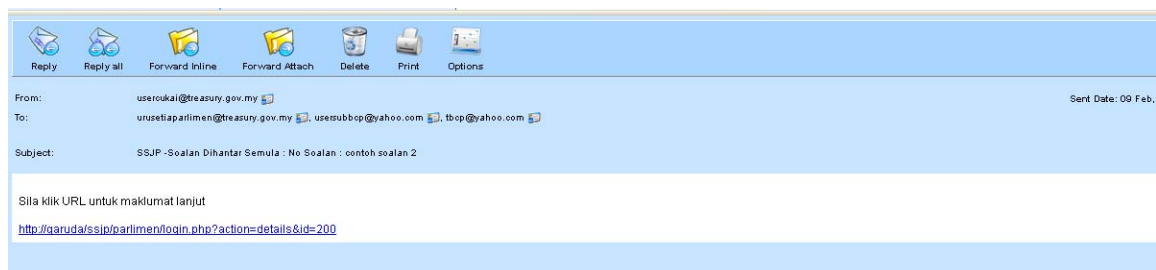 Reply Reply all Forward Inline Forward Attach Delete Print Options
From: usercukai@treasury.gov.my Sent Date: 09 Feb,
To: urusetiaparlimen@treasury.gov.my, usersubbcp@yahoo.com, tbcp@yahoo.com
Subject: SSJP -Soalan Dihantar Semula : No Soalan : contoh soalan 2
Sila klik URL untuk maklumat lanjut
http://garuda/ssjp/parlimen/login.php?action=details&id=200